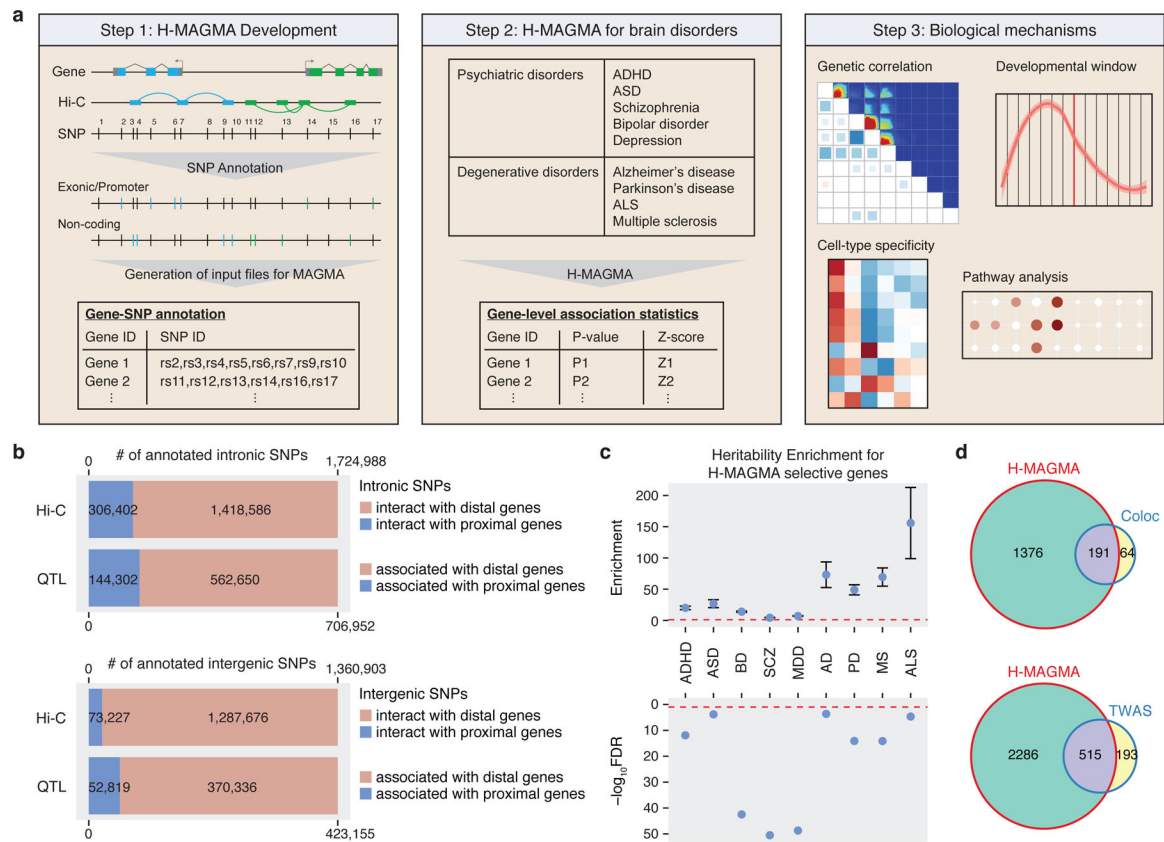 a
Step 1: H-MAGMA Development
Gene
Hi-C
SNP
1 2 3 4 5 6 7 8 9 10 11 12 13 14 15 16 17
SNP Annotation
Exonic/Promoter
Non-coding
Generation of input files for MAGMA
Gene-SNP annotation
Gene ID SNP ID
Gene 1 rs2,rs3,rs4,rs5,rs6,rs7,rs9,rs10
Gene 2 rs11,rs12,rs13,rs14,rs16,rs17
⋮ ⋮
Step 2: H-MAGMA for brain disorders
Psychiatric disorders ADHD
ASD
Schizophrenia
Bipolar disorder
Depression
Degenerative disorders Alzheimer's disease
Parkinson's disease
ALS
Multiple sclerosis
H-MAGMA
Gene-level association statistics
Gene ID P-value Z-score
Gene 1 P1 Z1
Gene 2 P2 Z2
⋮ ⋮ ⋮
Step 3: Biological mechanisms
Genetic correlation
Developmental window
Cell-type specificity
Pathway analysis
b
0 # of annotated intronic SNPs 1,724,988
Hi-C 306,402 1,418,586
QTL 144,302 562,650
0 706,952
Intronic SNPs
interact with distal genes
interact with proximal genes
associated with distal genes
associated with proximal genes
0 # of annotated intergenic SNPs 1,360,903
Hi-C 73,227 1,287,676
QTL 52,819 370,336
0 423,155
Intergenic SNPs
interact with distal genes
interact with proximal genes
associated with distal genes
associated with proximal genes
c
Heritability Enrichment for
H-MAGMA selective genes
Enrichment
200
150
100
50
0
ADHD ASD BD SCZ MDD AD PD MS ALS
−log10FDR
0
10
20
30
40
50
d
H-MAGMA
Coloc
1376 191 64
H-MAGMA
TWAS
2286 515 193